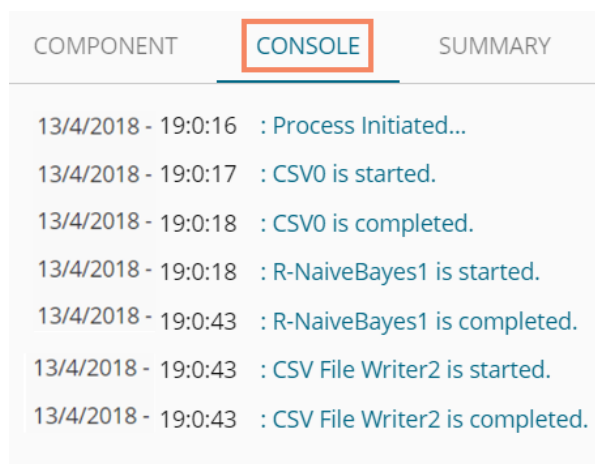 COMPONENT CONSOLE SUMMARY
13/4/2018 - 19:0:16 : Process Initiated...
13/4/2018 - 19:0:17 : CSV0 is started.
13/4/2018 - 19:0:18 : CSV0 is completed.
13/4/2018 - 19:0:18 : R-NaiveBayes1 is started.
13/4/2018 - 19:0:43 : R-NaiveBayes1 is completed.
13/4/2018 - 19:0:43 : CSV File Writer2 is started.
13/4/2018 - 19:0:43 : CSV File Writer2 is completed.